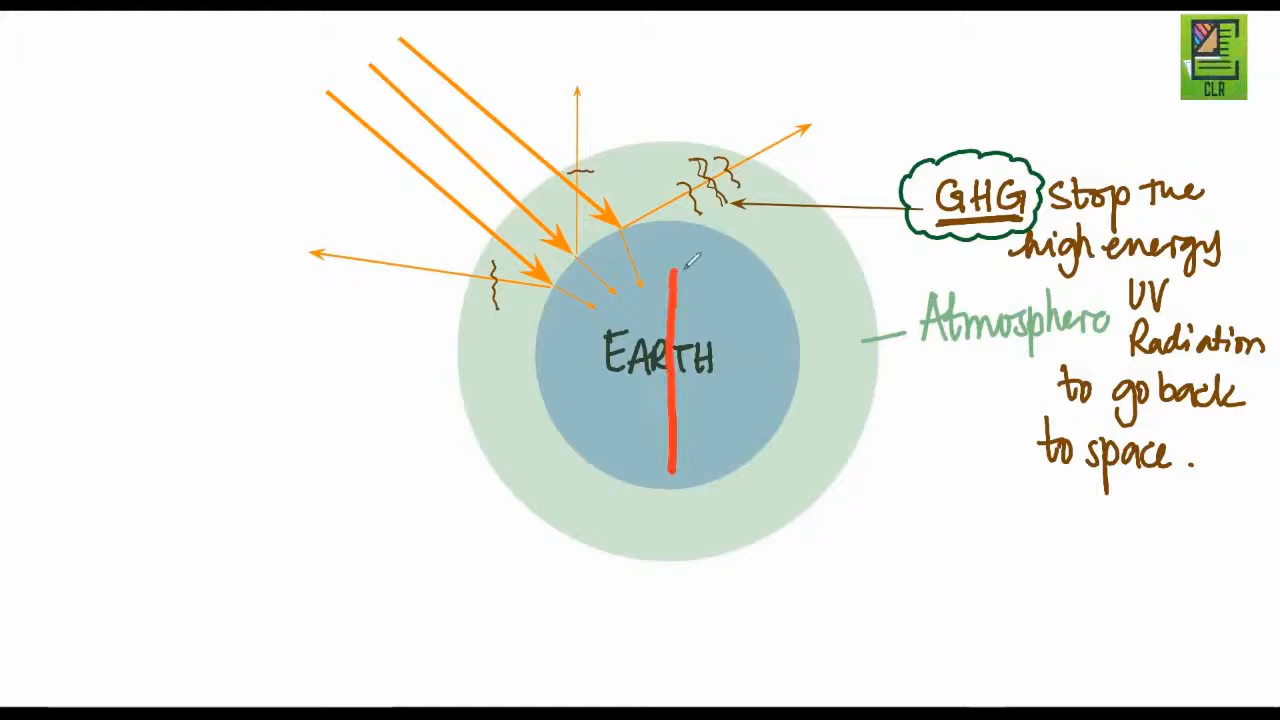 CLR
GHG Stop the
high energy
UV
Radiation
to go back
to space.
Atmosphere
EARTH